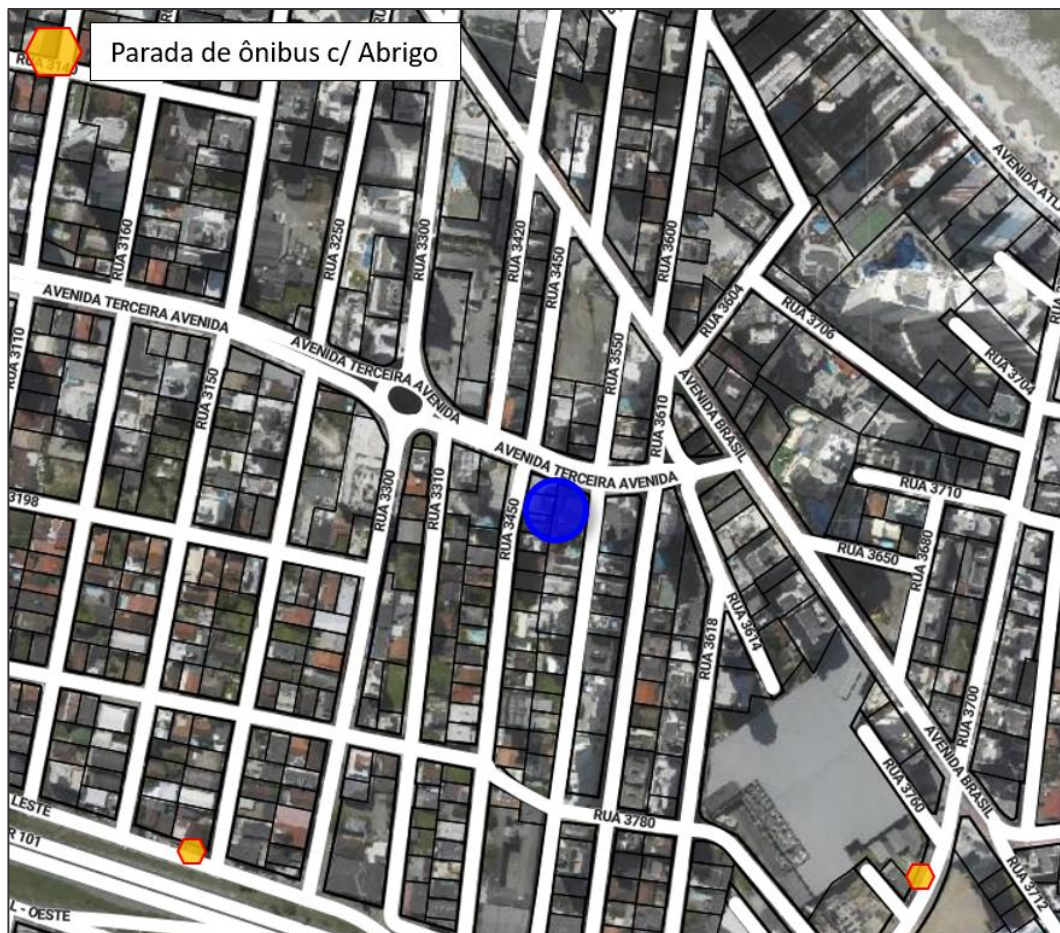 Parada de ônibus c/ Abrigo
RUA 3140
AVENIDA ATL
RUA 3160
RUA 3250
RUA 3300
RUA 3420
RUA 3450
RUA 3600
RUA 3604
RUA 3706
AVENIDA TERCEIRA AVENIDA
RUA 3110
RUA 3150
AVENIDA TERCEIRA AVENIDA
RUA 3550
RUA 3704
RUA 3610
AVENIDA BRASIL
AVENIDA TERCEIRA AVENIDA
3198
RUA 3300
RUA 3310
RUA 3450
RUA 3710
RUA 3650
RUA 3680
RUA 3614
RUA 3618
RUA 3700
AVENIDA BRASIL
RUA 3760
RUA 3780
LESTE
R 101
RUA 3712
L - OESTE